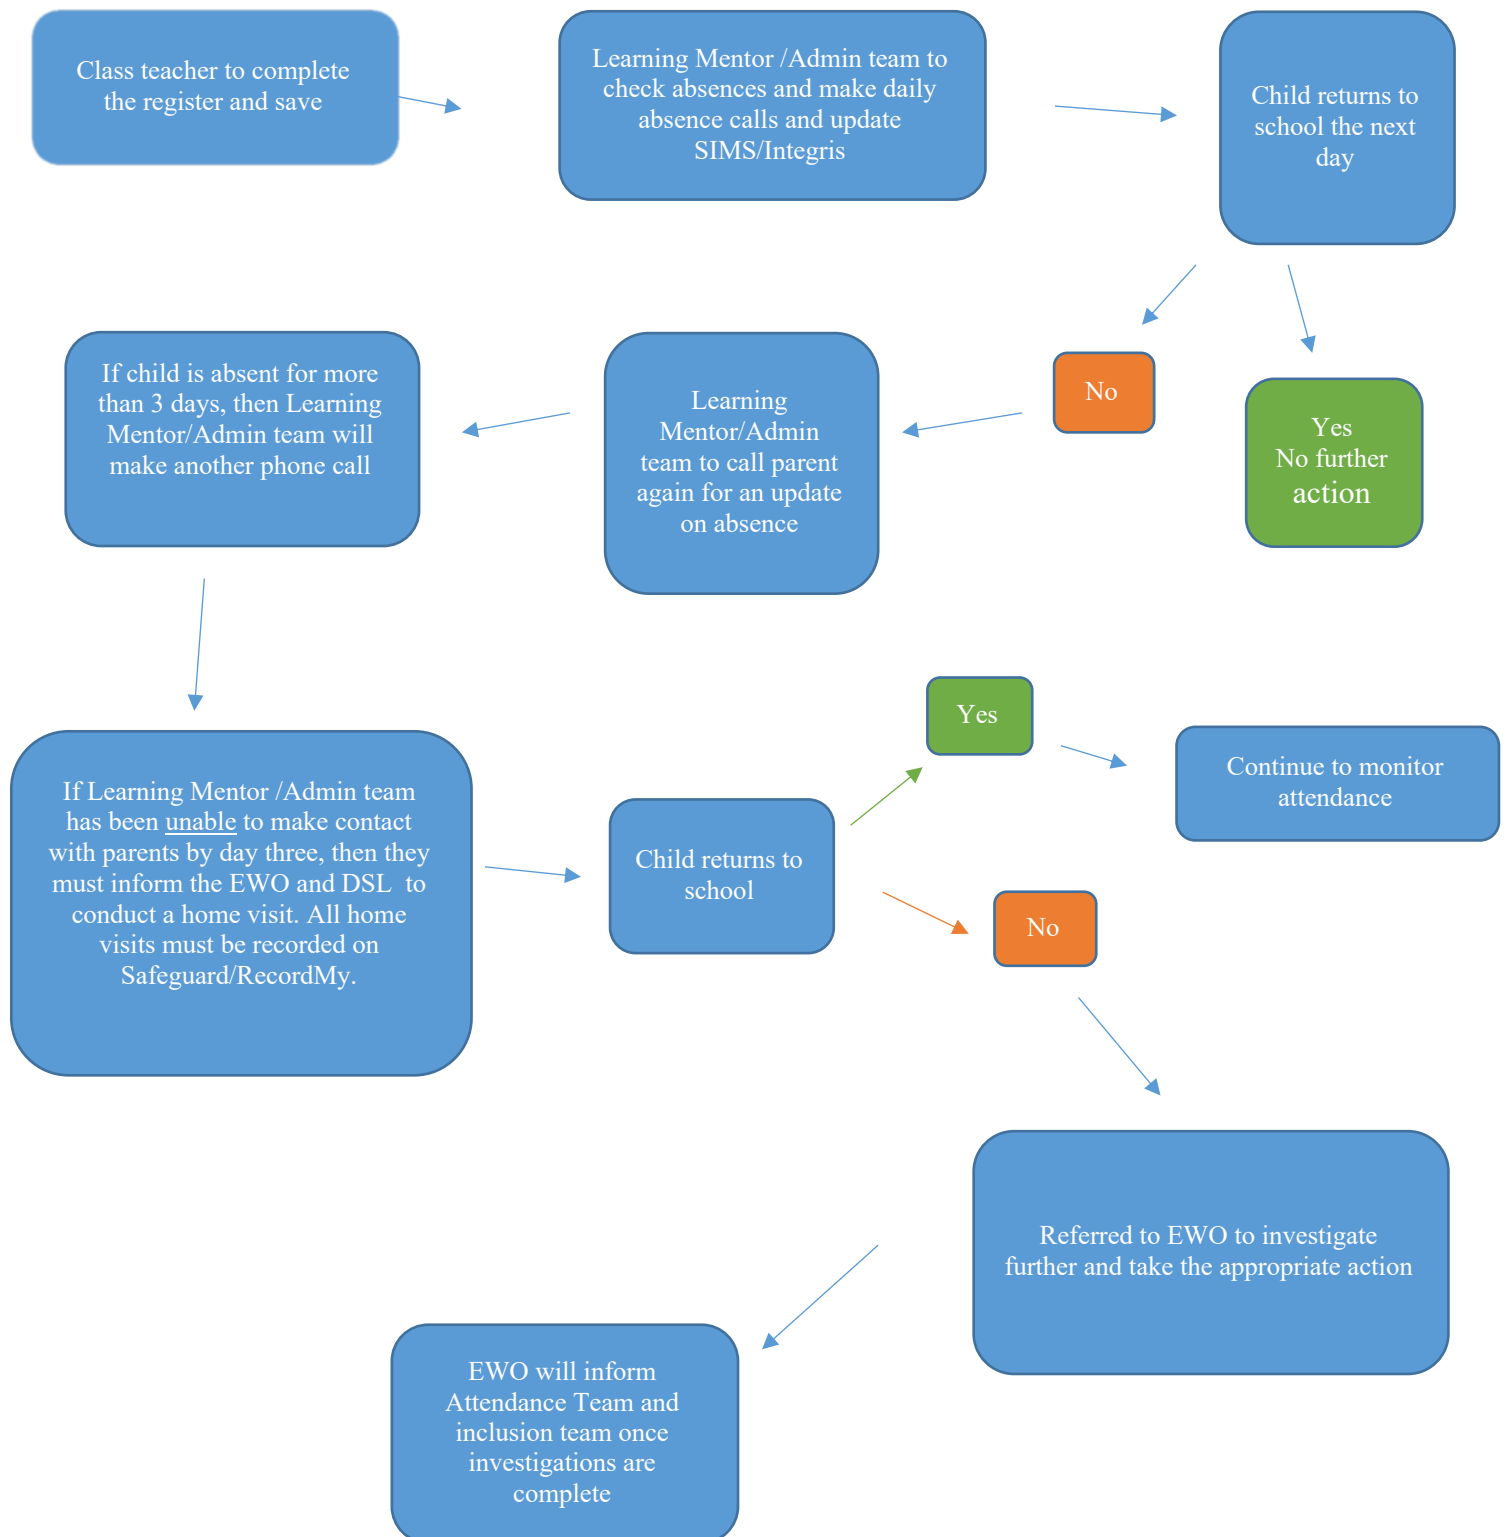 Class teacher to complete
the register and save
Learning Mentor /Admin team to
check absences and make daily
absence calls and update
SIMS/Integris
Child returns to
school the next
day
No
Yes
No further
action
Learning
Mentor/Admin
team to call parent
again for an update
on absence
If child is absent for more
than 3 days, then Learning
Mentor/Admin team will
make another phone call
If Learning Mentor /Admin team
has been unable to make contact
with parents by day three, then they
must inform the EWO and DSL  to
conduct a home visit. All home
visits must be recorded on
Safeguard/RecordMy.
Child returns to
school
Yes
Continue to monitor
attendance
No
Referred to EWO to investigate
further and take the appropriate action
EWO will inform
Attendance Team and
inclusion team once
investigations are
complete